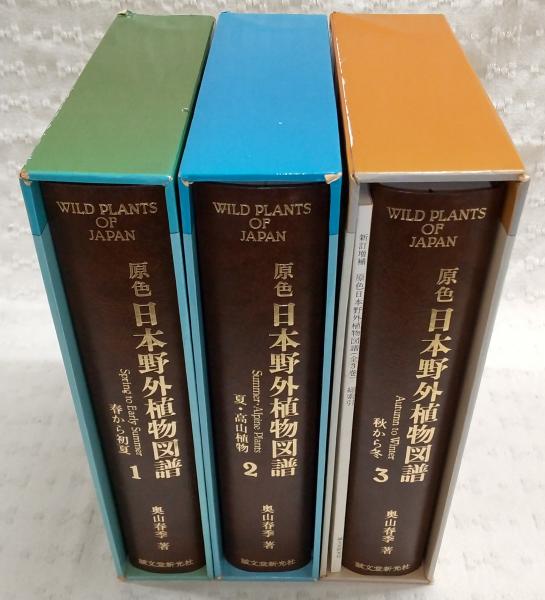 WILD PLANTS
OF
JAPAN
原色
日本野外植物図譜
Spring to Early Summer
春から初夏
1
奥山春季 著
誠文堂新光社
WILD PLANTS
OF
JAPAN
原色
日本野外植物図譜
Summer・Alpine Plants
夏・高山植物
2
奥山春季 著
誠文堂新光社
新訂増補 原色日本野外植物図譜(全3巻) 総索引
WILD PLANTS
OF
JAPAN
原色
日本野外植物図譜
Autumn to Winter
秋から冬
3
奥山春季 著
誠文堂新光社